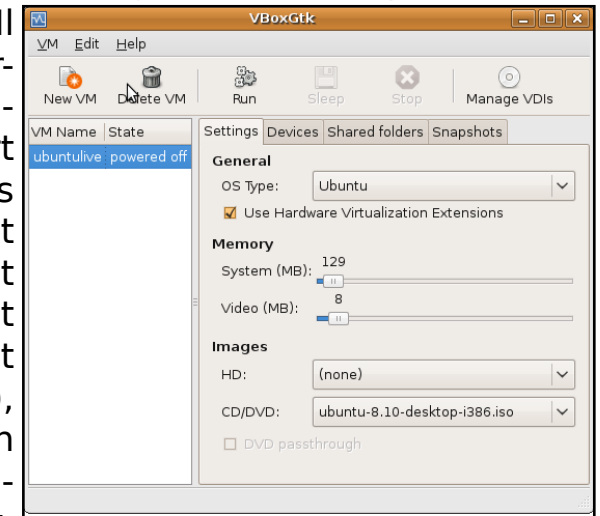 ll
r-
-
t
s
t
t
t
t
,
n
-
VBoxGtk
VM Edit Help
New VM Delete VM Run Sleep Stop Manage VDIs
VM Name State
ubuntulive powered off
Settings Devices Shared folders Snapshots
General
OS Type: Ubuntu
Use Hardware Virtualization Extensions
Memory
System (MB): 129
Video (MB): 8
Images
HD: (none)
CD/DVD: ubuntu-8.10-desktop-i386.iso
DVD passthrough